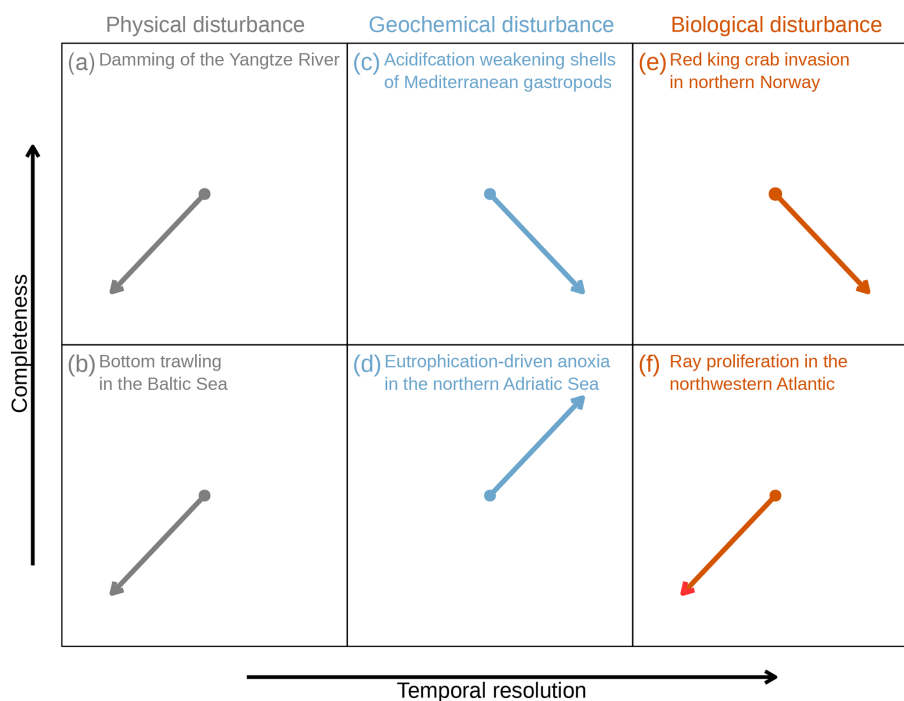 Physical disturbance
Geochemical disturbance
Biological disturbance
(a) Damming of the Yangtze River
(c) Acidifcation weakening shells
of Mediterranean gastropods
(e) Red king crab invasion
in northern Norway
(b) Bottom trawling
in the Baltic Sea
(d) Eutrophication-driven anoxia
in the northern Adriatic Sea
(f) Ray proliferation in the
northwestern Atlantic
Completeness
Temporal resolution